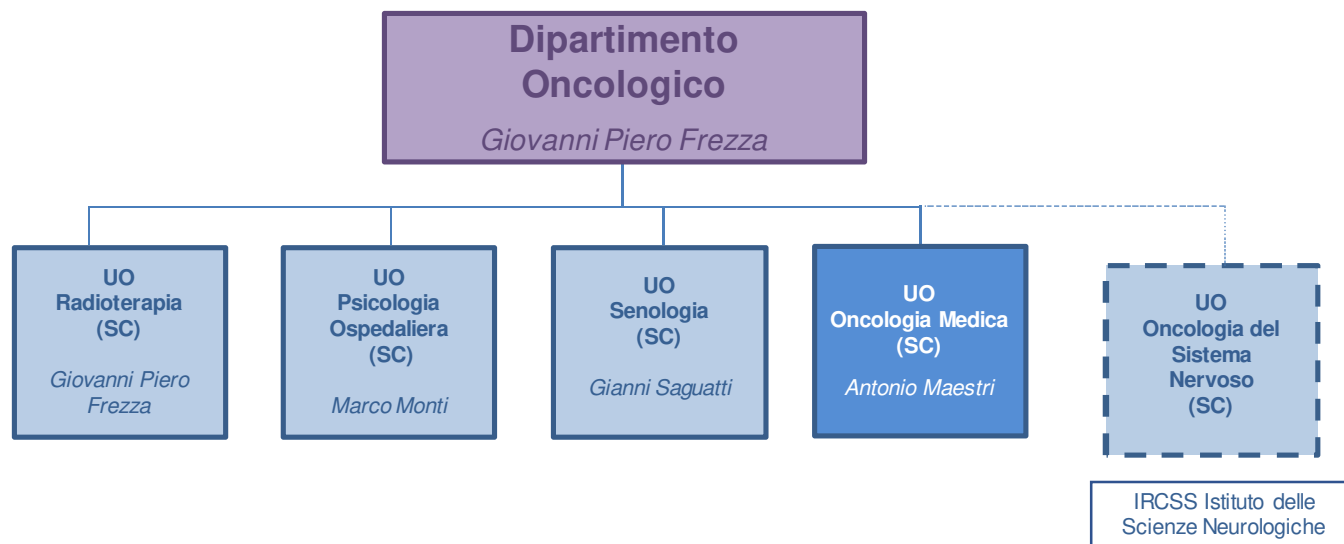 Dipartimento
Oncologico
Giovanni Piero Frezza
UO
Radioterapia
(SC)
Giovanni Piero
Frezza
UO
Psicologia
Ospedaliera
(SC)
Marco Monti
UO
Senologia
(SC)
Gianni Saguatti
UO
Oncologia Medica
(SC)
Antonio Maestri
UO
Oncologia del
Sistema
Nervoso
(SC)
IRCSS Istituto delle
Scienze Neurologiche